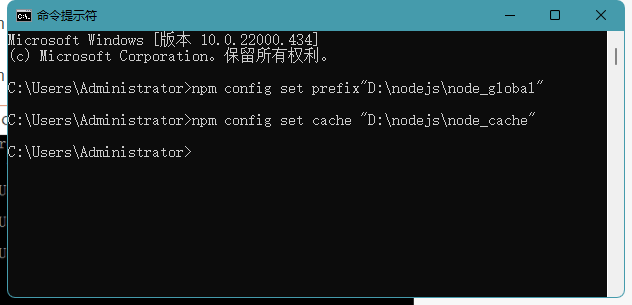 命令提示符
Microsoft Windows [版本 10.0.22000.434]
(c) Microsoft Corporation。保留所有权利。
C:\Users\Administrator>npm config set prefix"D:\nodejs\node_global"
C:\Users\Administrator>npm config set cache "D:\nodejs\node_cache"
C:\Users\Administrator>